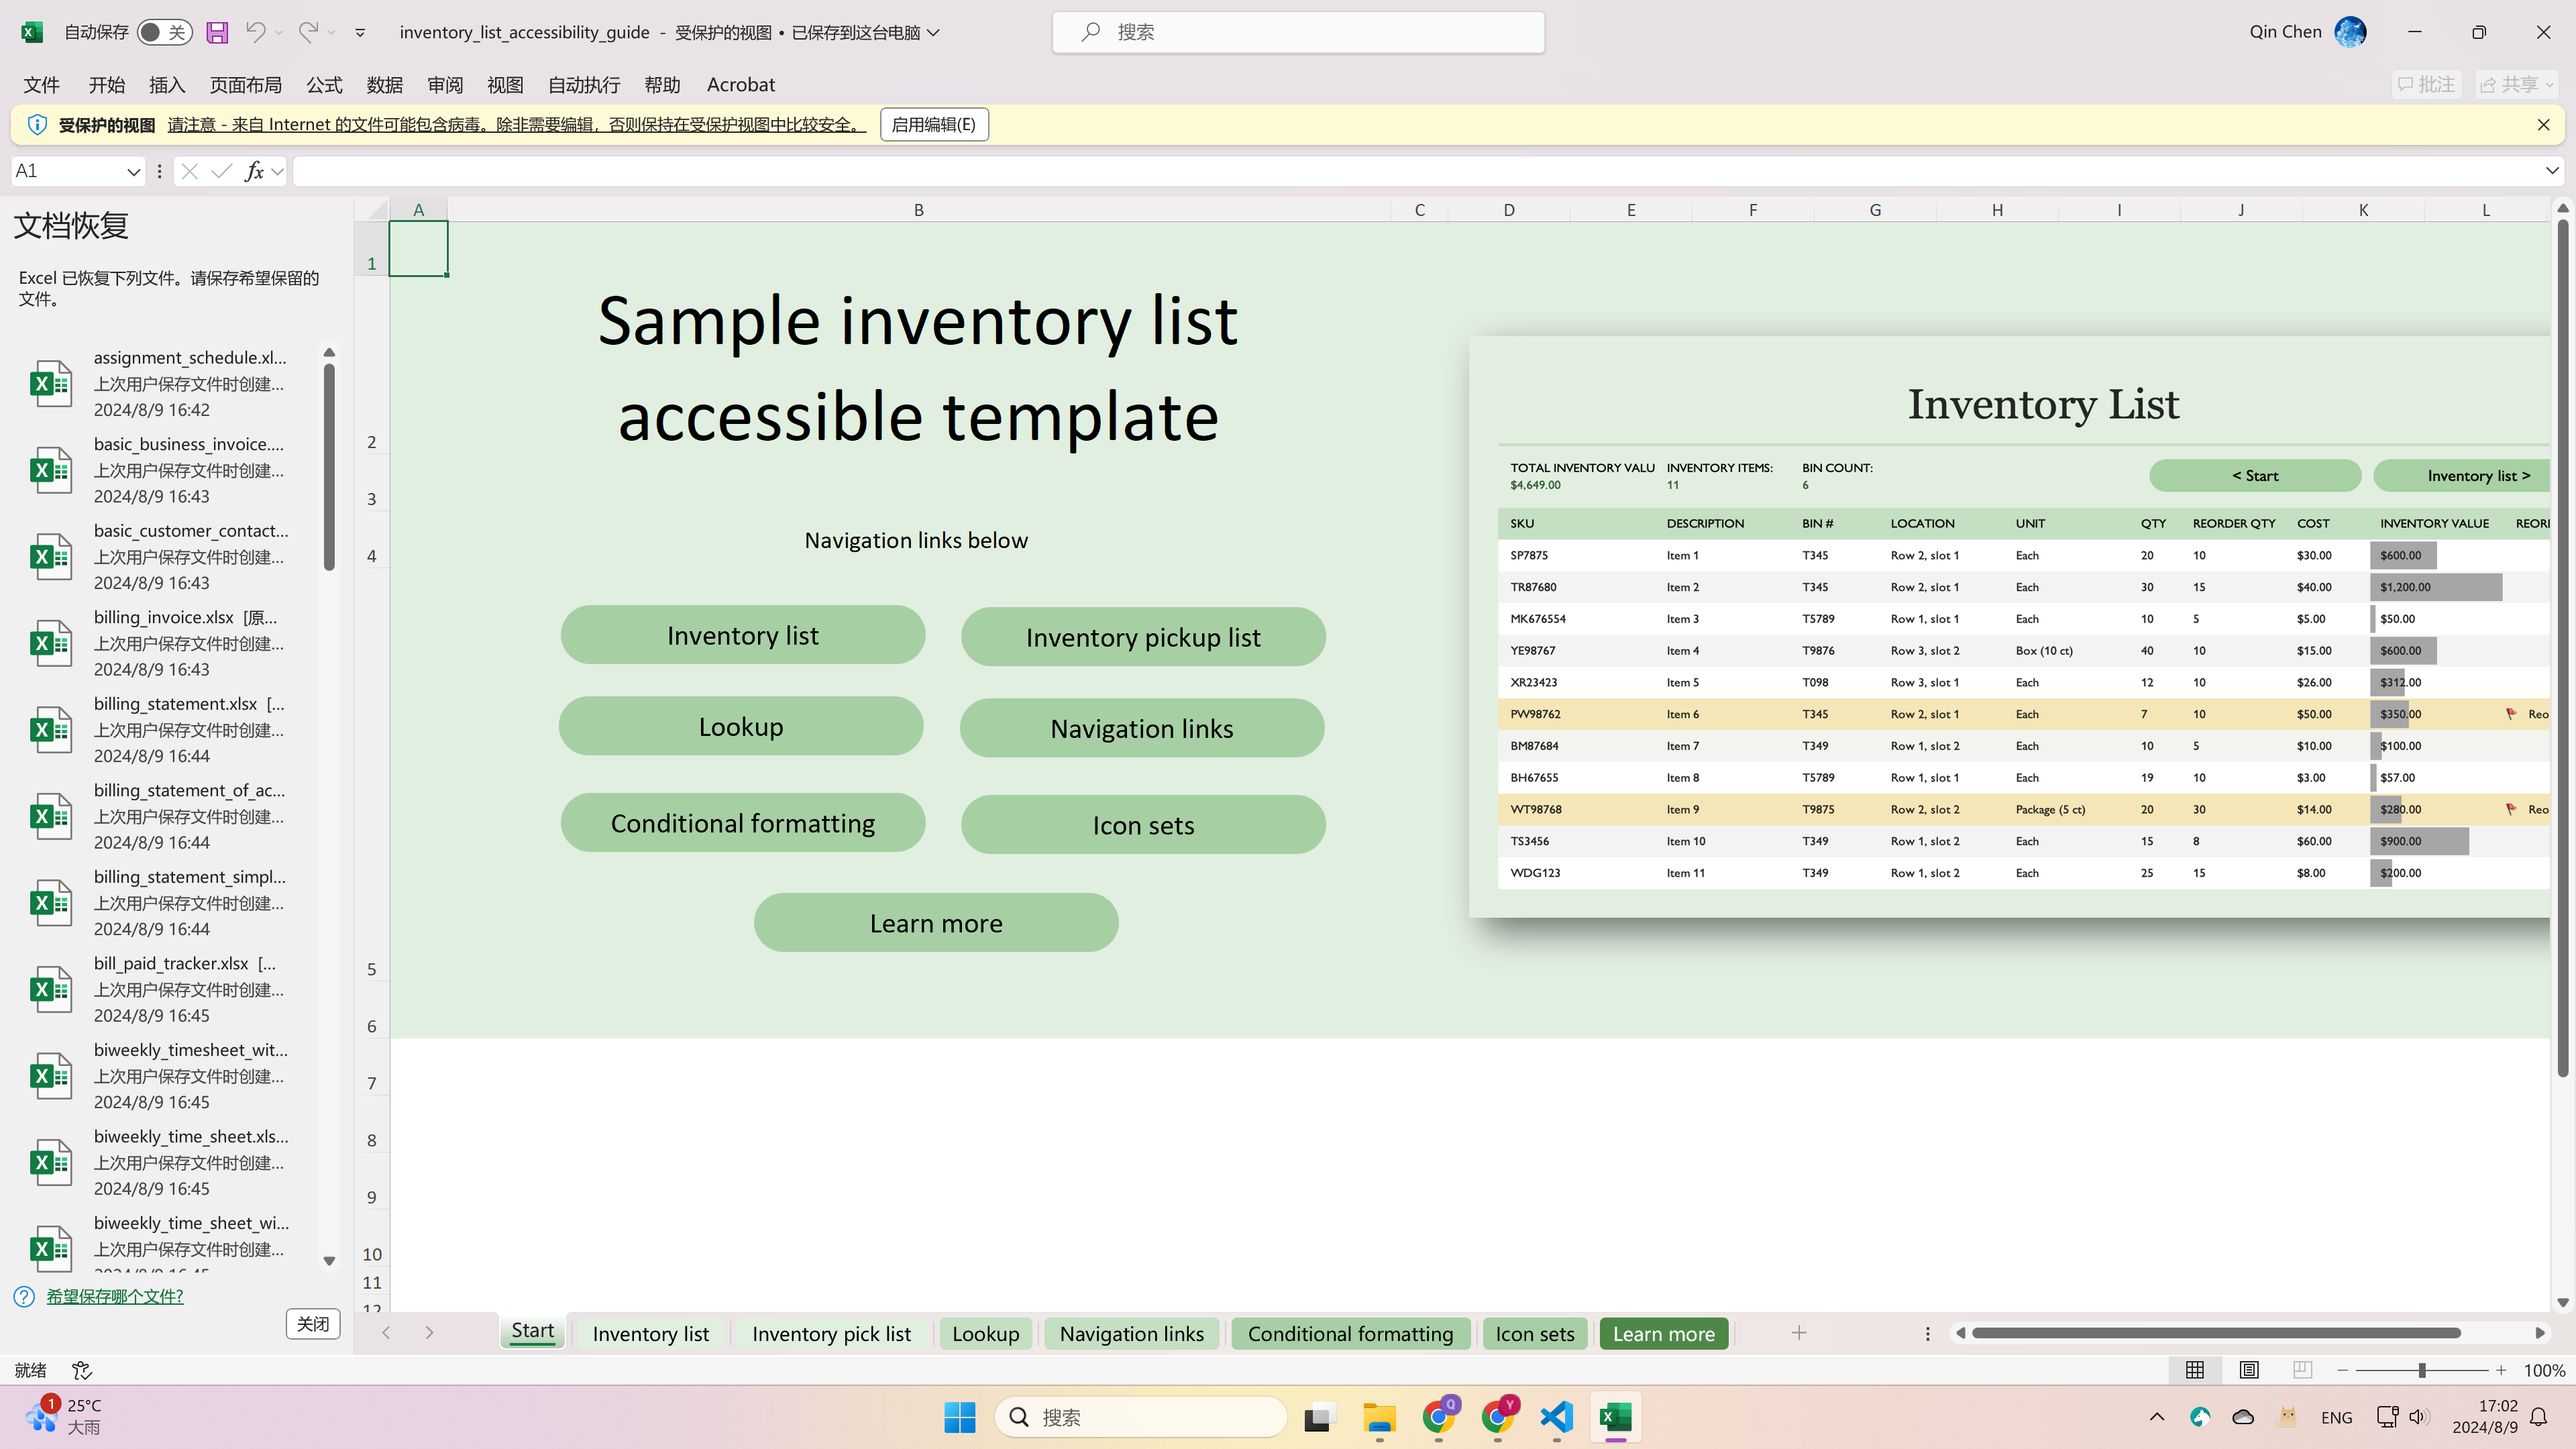 自动保存 关 inventory_list_accessibility_guide - 受保护的视图 • 已保存到这台电脑 搜索 Qin Chen
文件 开始 插入 页面布局 公式 数据 审阅 视图 自动执行 帮助 Acrobat 批注 共享
受保护的视图 请注意 - 来自 Internet 的文件可能包含病毒。除非需要编辑，否则保持在受保护视图中比较安全。 启用编辑(E)
A1 fx
文档恢复
Excel 已恢复下列文件。请保存希望保留的
文件。
assignment_schedule.xl...
上次用户保存文件时创建...
2024/8/9 16:42
basic_business_invoice....
上次用户保存文件时创建...
2024/8/9 16:43
basic_customer_contact...
上次用户保存文件时创建...
2024/8/9 16:43
billing_invoice.xlsx [原...
上次用户保存文件时创建...
2024/8/9 16:43
billing_statement.xlsx [...
上次用户保存文件时创建...
2024/8/9 16:44
billing_statement_of_ac...
上次用户保存文件时创建...
2024/8/9 16:44
billing_statement_simpl...
上次用户保存文件时创建...
2024/8/9 16:44
bill_paid_tracker.xlsx [...
上次用户保存文件时创建...
2024/8/9 16:45
biweekly_timesheet_wit...
上次用户保存文件时创建...
2024/8/9 16:45
biweekly_time_sheet.xls...
上次用户保存文件时创建...
2024/8/9 16:45
biweekly_time_sheet_wi...
上次用户保存文件时创建...
希望保存哪个文件?
关闭
A B C D E F G H I J K L
1
2
3
4
5
6
7
8
9
10
11
12
Sample inventory list
accessible template
Navigation links below
Inventory list Inventory pickup list
Lookup Navigation links
Conditional formatting Icon sets
Learn more
Inventory List
TOTAL INVENTORY VALU INVENTORY ITEMS: BIN COUNT:
$4,649.00 11 6
< Start Inventory list >
SKU DESCRIPTION BIN # LOCATION UNIT QTY REORDER QTY COST INVENTORY VALUE REOR
SP7875 Item 1 T345 Row 2, slot 1 Each 20 10 $30.00 $600.00
TR87680 Item 2 T345 Row 2, slot 1 Each 30 15 $40.00 $1,200.00
MK676554 Item 3 T5789 Row 1, slot 1 Each 10 5 $5.00 $50.00
YE98767 Item 4 T9876 Row 3, slot 2 Box (10 ct) 40 10 $15.00 $600.00
XR23423 Item 5 T098 Row 3, slot 1 Each 12 10 $26.00 $312.00
PW98762 Item 6 T345 Row 2, slot 1 Each 7 10 $50.00 $350.00 Reo
BM87684 Item 7 T349 Row 1, slot 2 Each 10 5 $10.00 $100.00
BH67655 Item 8 T5789 Row 1, slot 1 Each 19 10 $3.00 $57.00
WT98768 Item 9 T9875 Row 2, slot 2 Package (5 ct) 20 30 $14.00 $280.00 Reo
TS3456 Item 10 T349 Row 1, slot 2 Each 15 8 $60.00 $900.00
WDG123 Item 11 T349 Row 1, slot 2 Each 25 15 $8.00 $200.00
Start Inventory list Inventory pick list Lookup Navigation links Conditional formatting Icon sets Learn more
就绪 100%
1 25°C
大雨
搜索
ENG
17:02
2024/8/9